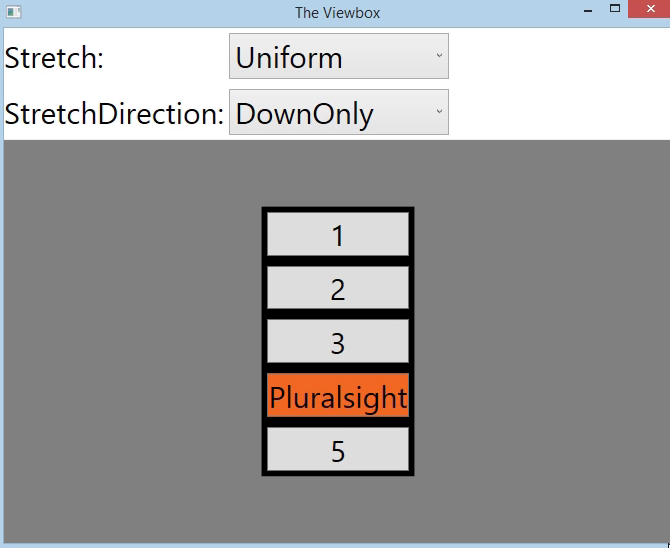 The Viewbox
Stretch: Uniform
StretchDirection: DownOnly
1
2
3
Pluralsight
5